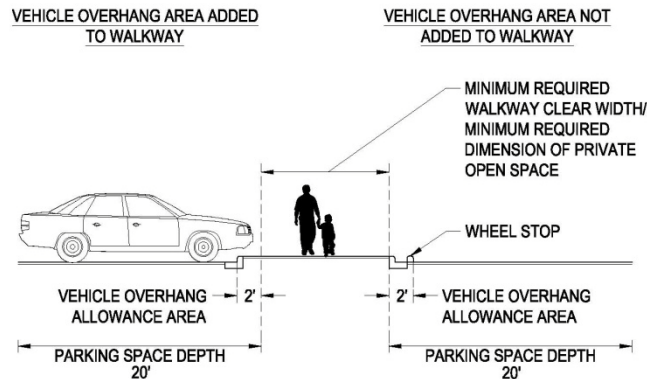 VEHICLE OVERHANG AREA ADDED
TO WALKWAY
VEHICLE OVERHANG AREA NOT
ADDED TO WALKWAY
MINIMUM REQUIRED
WALKWAY CLEAR WIDTH/
MINIMUM REQUIRED
DIMENSION OF PRIVATE
OPEN SPACE
WHEEL STOP
VEHICLE OVERHANG
ALLOWANCE AREA
2'
2'
VEHICLE OVERHANG
ALLOWANCE AREA
PARKING SPACE DEPTH
20'
PARKING SPACE DEPTH
20'